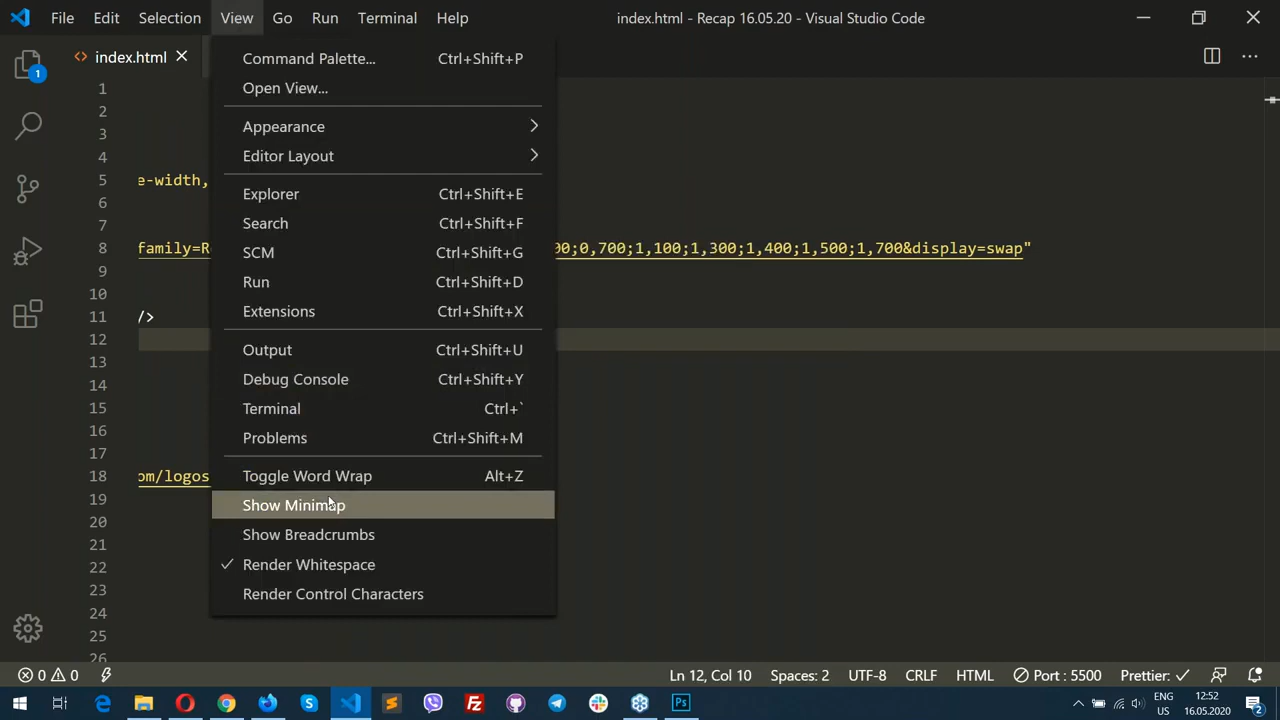 File Edit Selection View Go Run Terminal Help index.html - Recap 16.05.20 - Visual Studio Code
1 index.html
Command Palette... Ctrl+Shift+P
Open View...
Appearance
Editor Layout
Explorer Ctrl+Shift+E
Search Ctrl+Shift+F
SCM Ctrl+Shift+G
Run Ctrl+Shift+D
Extensions Ctrl+Shift+X
Output Ctrl+Shift+U
Debug Console Ctrl+Shift+Y
Terminal Ctrl+`
Problems Ctrl+Shift+M
Toggle Word Wrap Alt+Z
Show Minimap
Show Breadcrumbs
Render Whitespace
Render Control Characters
1
2
3
4
5 e-width,
6
7
8 family=R 00;0,700;1,100;1,300;1,400;1,500;1,700&display=swap"
9
10
11 />
12
13
14
15
16
17
18 om/logos
19
20
21
22
23
24
25
26
0 0 Ln 12, Col 10 Spaces: 2 UTF-8 CRLF HTML Port : 5500 Prettier:
ENG 12:52
US 16.05.2020 2